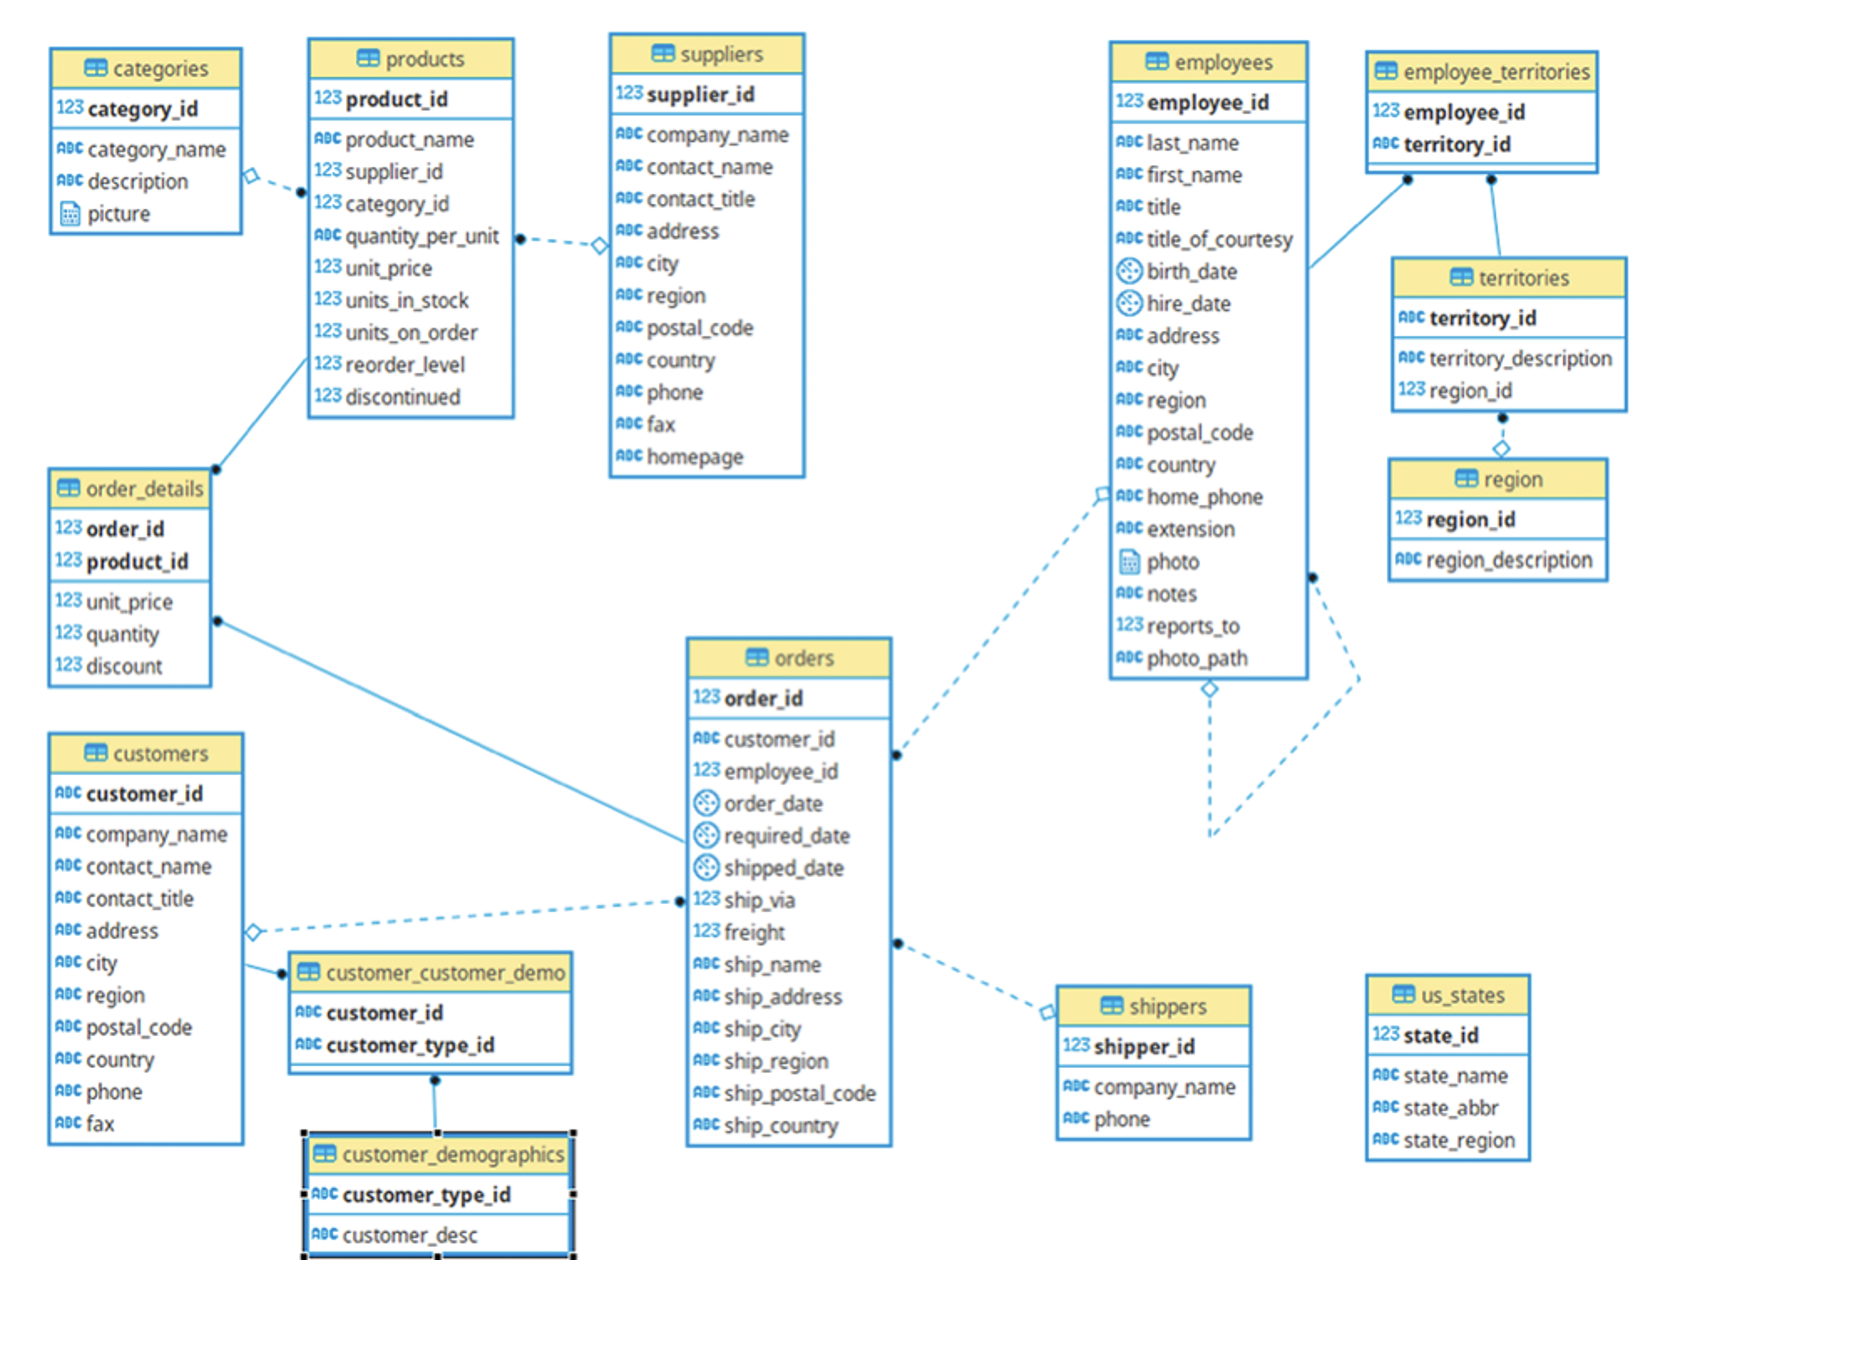 categories
123 category_id
ABC category_name
ABC description
picture
products
123 product_id
ABC product_name
123 supplier_id
123 category_id
ABC quantity_per_unit
123 unit_price
123 units_in_stock
123 units_on_order
123 reorder_level
123 discontinued
suppliers
123 supplier_id
ABC company_name
ABC contact_name
ABC contact_title
ABC address
ABC city
ABC region
ABC postal_code
ABC country
ABC phone
ABC fax
ABC homepage
employees
123 employee_id
ABC last_name
ABC first_name
ABC title
ABC title_of_courtesy
birth_date
hire_date
ABC address
ABC city
ABC region
ABC postal_code
ABC country
ABC home_phone
ABC extension
photo
ABC notes
123 reports_to
ABC photo_path
employee_territories
123 employee_id
ABC territory_id
territories
ABC territory_id
ABC territory_description
123 region_id
region
123 region_id
ABC region_description
order_details
123 order_id
123 product_id
123 unit_price
123 quantity
123 discount
orders
123 order_id
ABC customer_id
123 employee_id
order_date
required_date
shipped_date
123 ship_via
123 freight
ABC ship_name
ABC ship_address
ABC ship_city
ABC ship_region
ABC ship_postal_code
ABC ship_country
customers
ABC customer_id
ABC company_name
ABC contact_name
ABC contact_title
ABC address
ABC city
ABC region
ABC postal_code
ABC country
ABC phone
ABC fax
customer_customer_demo
ABC customer_id
ABC customer_type_id
customer_demographics
ABC customer_type_id
ABC customer_desc
shippers
123 shipper_id
ABC company_name
ABC phone
us_states
123 state_id
ABC state_name
ABC state_abbr
ABC state_region